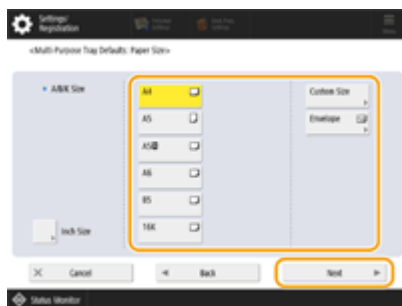 Settings/
Registration
<Multi-Purpose Tray Defaults: Paper Size>
A/B/K Size
A4
A5
A5R
A6
B5
16K
Custom Size
Envelope
Inch Size
Cancel
Back
Next
Status Monitor